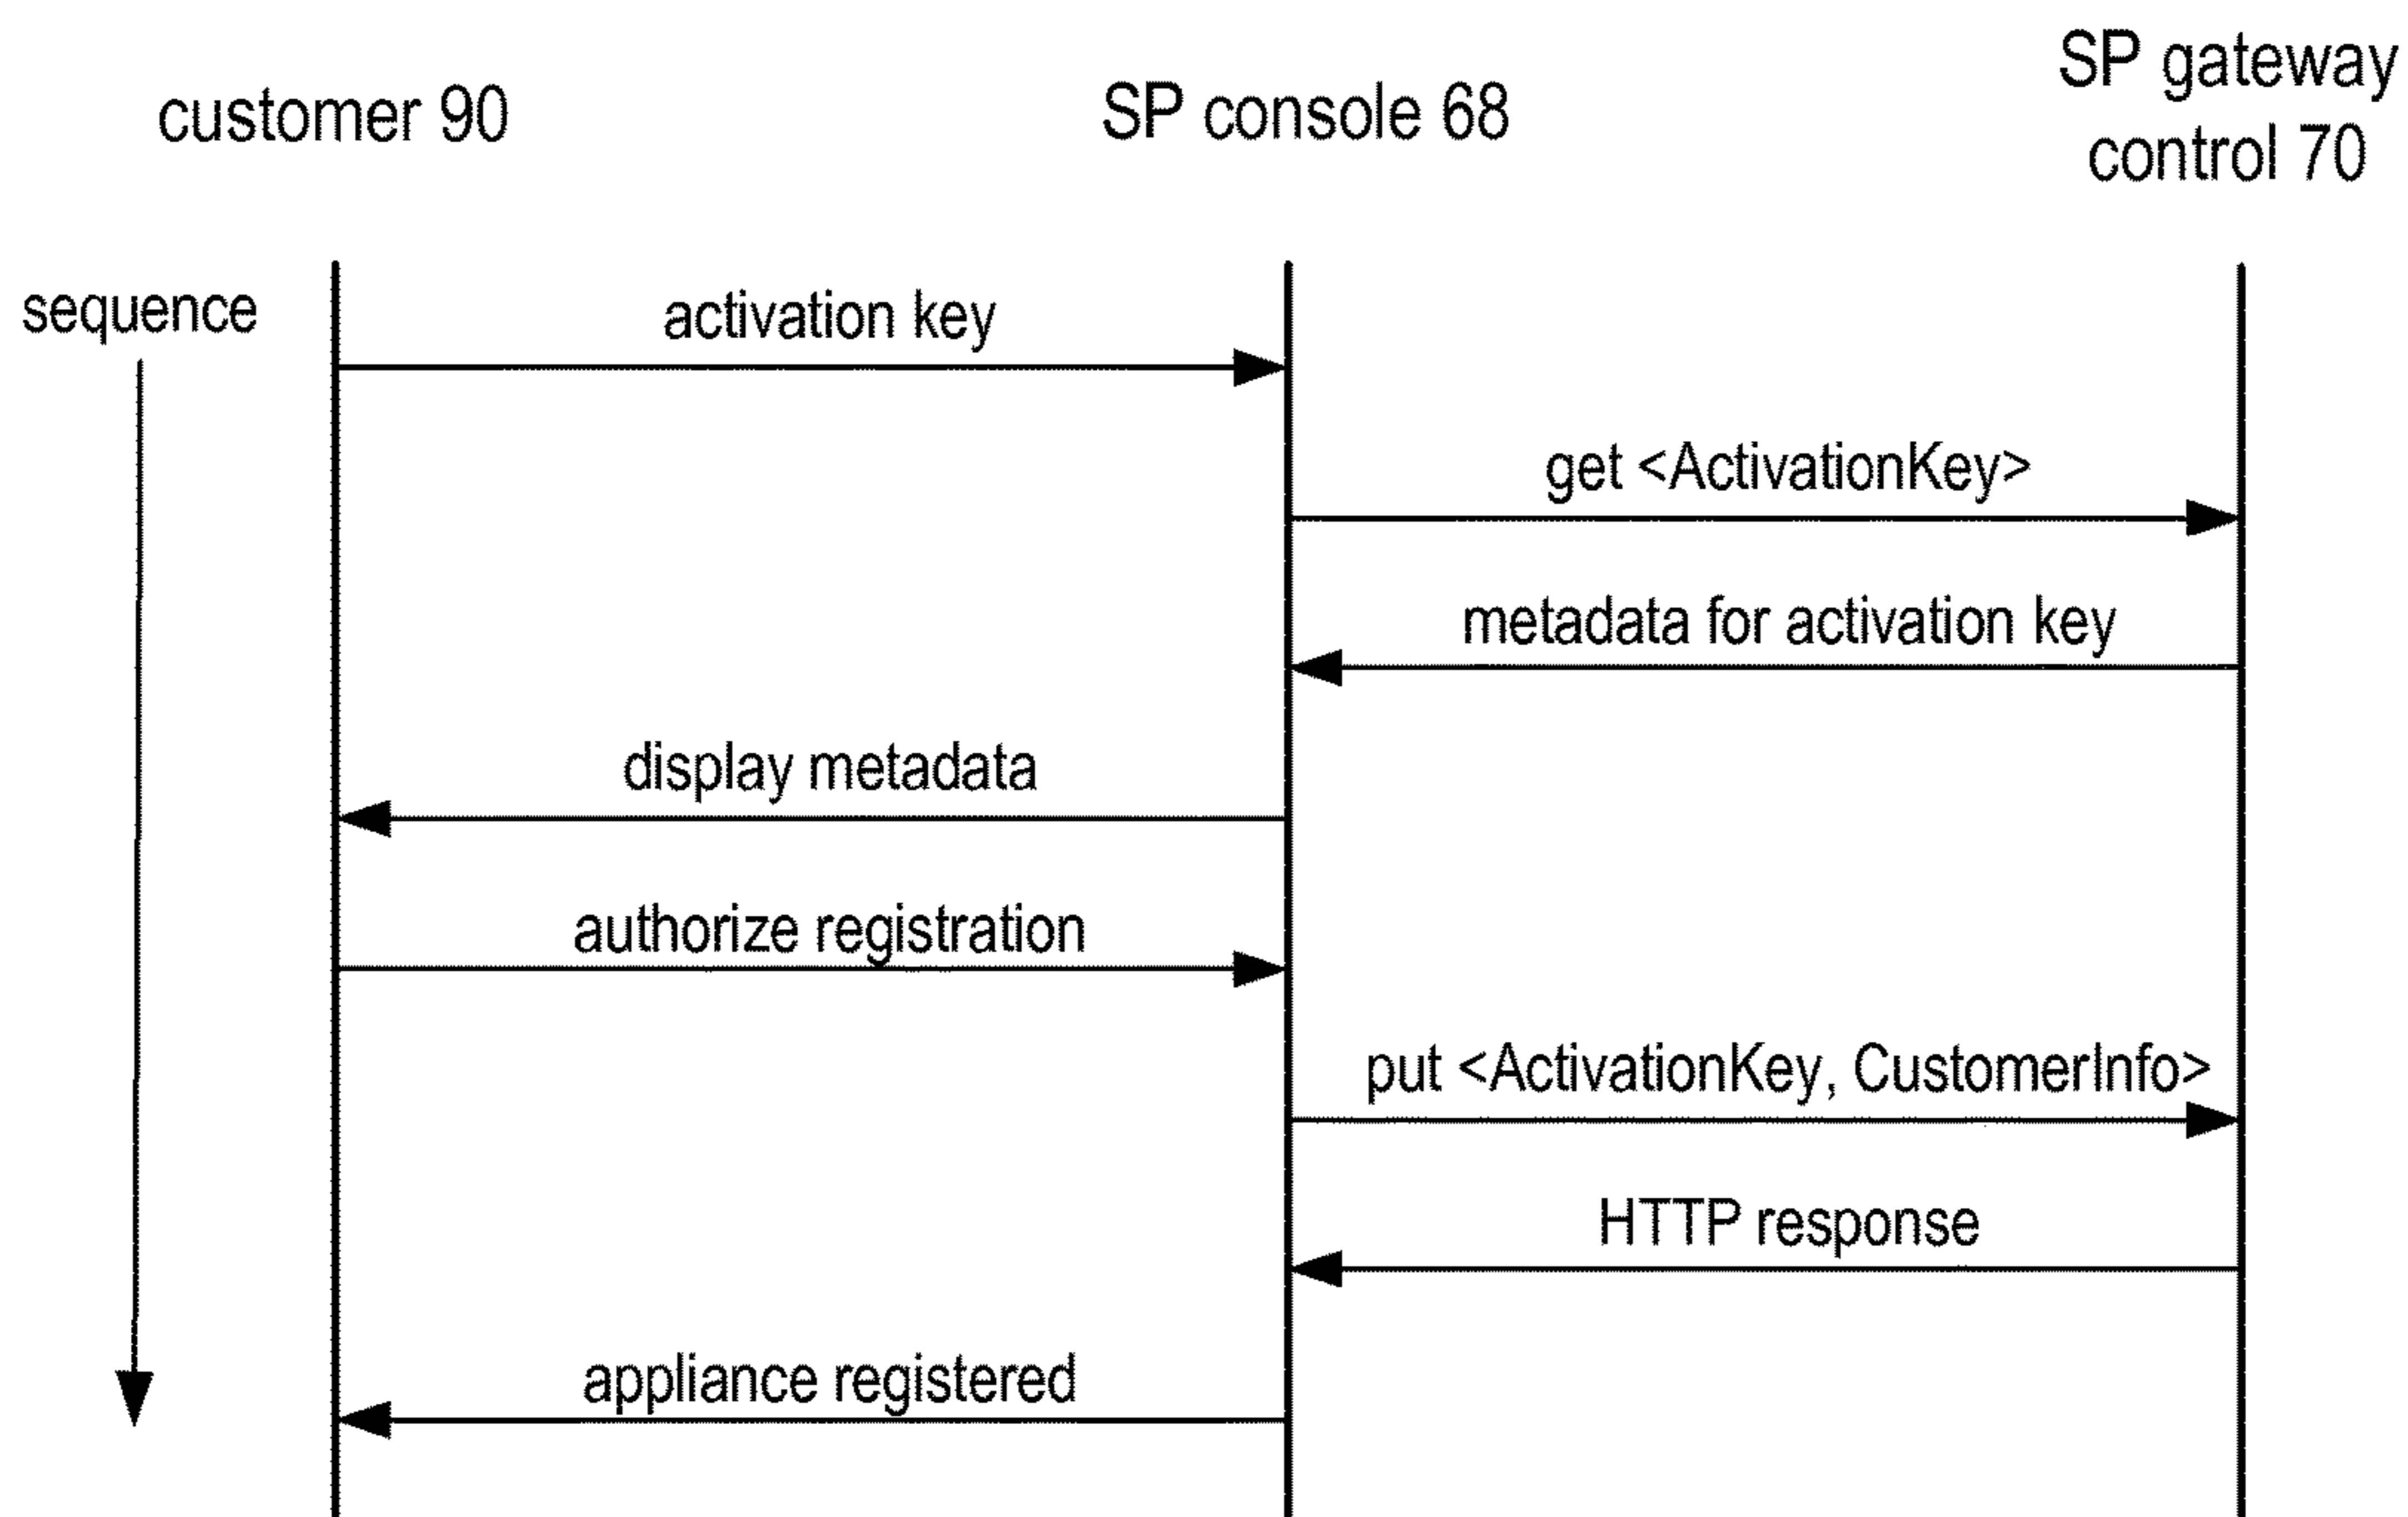 customer 90
SP console 68
SP gateway
control 70
sequence
activation key
get <ActivationKey>
metadata for activation key
display metadata
authorize registration
put <ActivationKey, CustomerInfo>
HTTP response
appliance registered